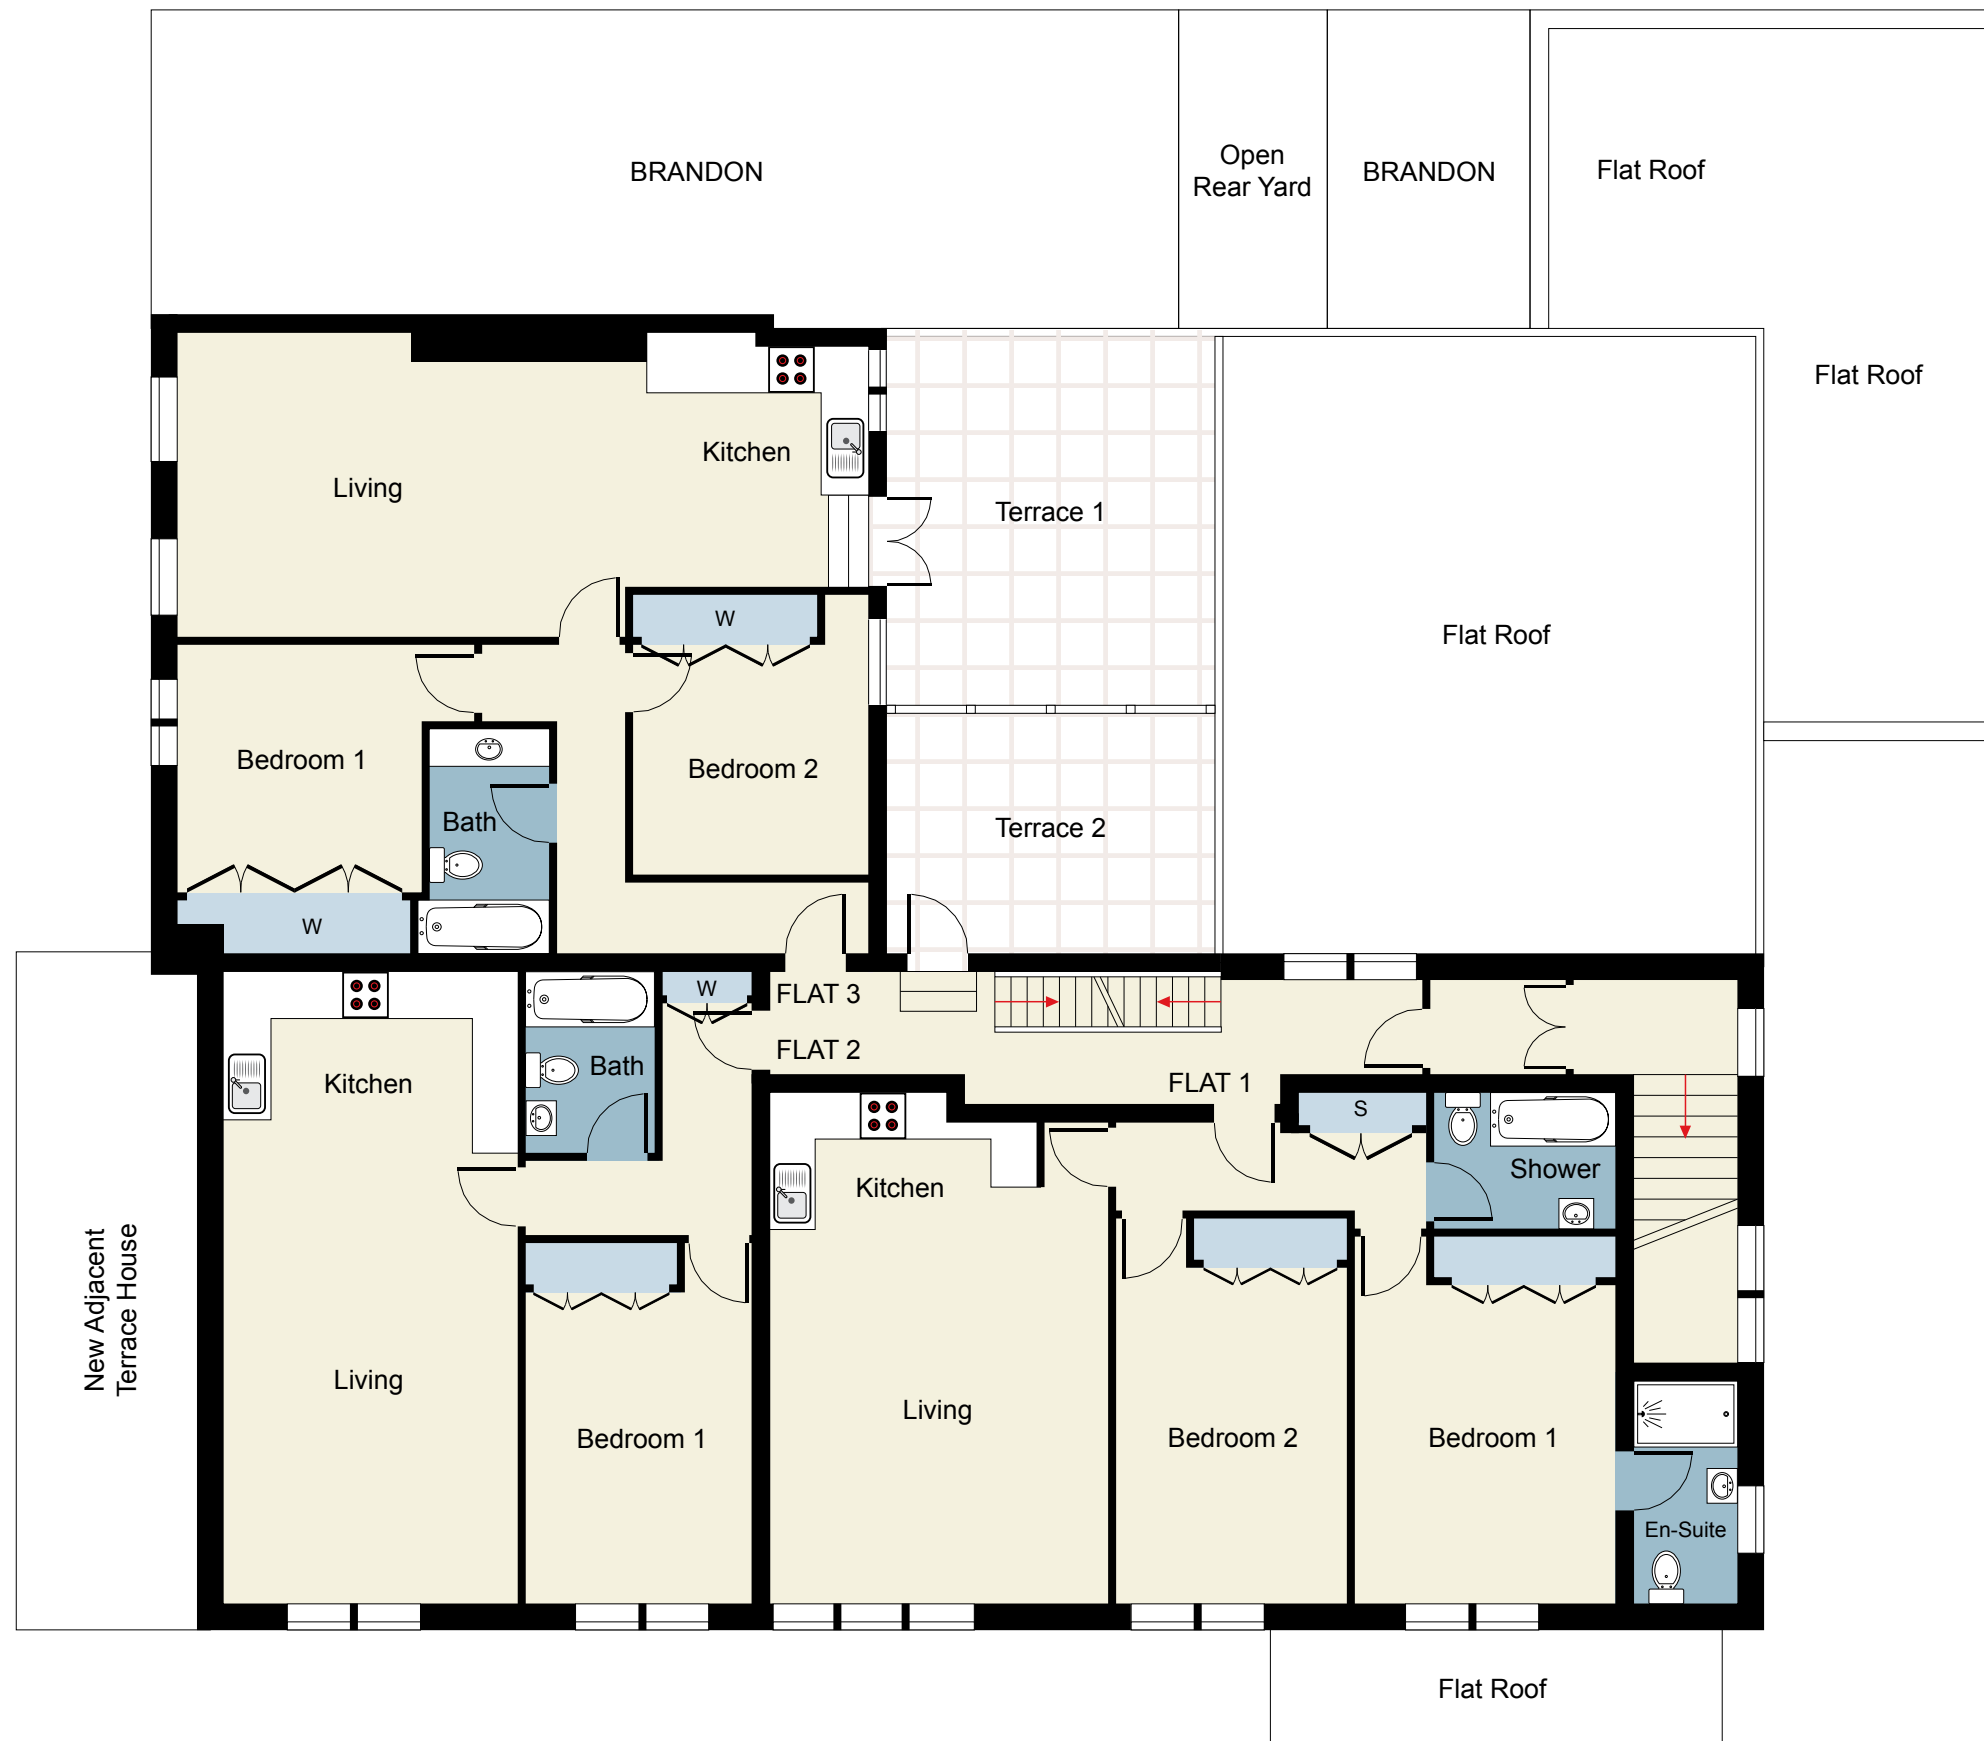 BRANDON
Open
Rear Yard
BRANDON
Flat Roof
Flat Roof
Kitchen
Living
Terrace 1
W
Flat Roof
Bedroom 1
Bedroom 2
Bath
Terrace 2
W
W
FLAT 3
FLAT 2
Bath
Kitchen
FLAT 1
S
Shower
Kitchen
New Adjacent
Terrace House
Living
Living
Bedroom 1
Bedroom 2
Bedroom 1
En-Suite
Flat Roof